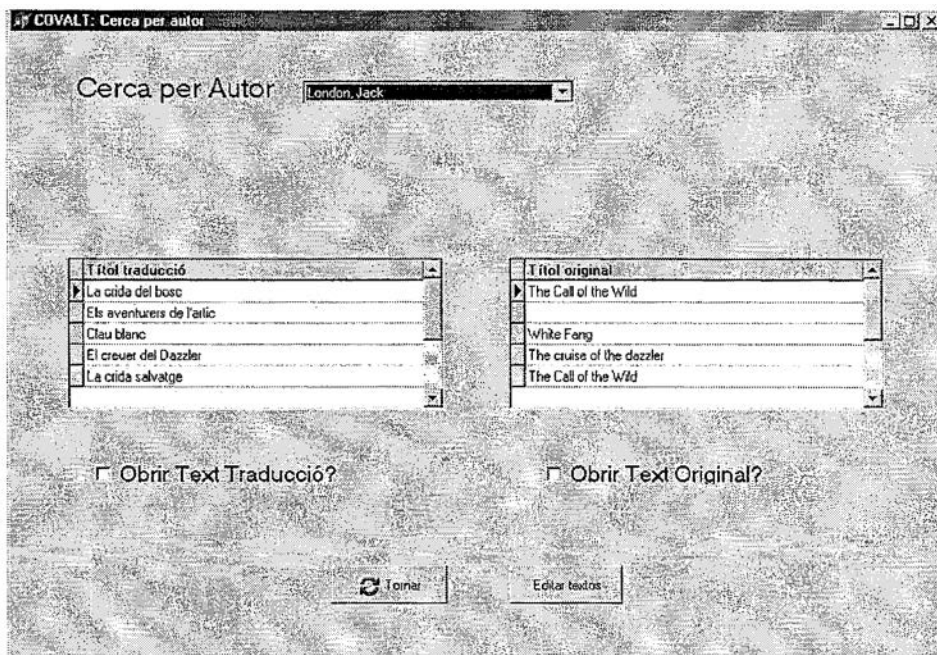 COVALT: Cerca per autor
Cerca per Autor London, Jack
Títol traducció Títol original
La crida del bosc The Call of the Wild
Els aventurers de l'artic
Clau blanc White Fang
El creuer del Dazzler The cruise of the dazzler
La crida salvatge The Call of the Wild
Obrir Text Traducció? Obrir Text Original?
Tornar Editar textos